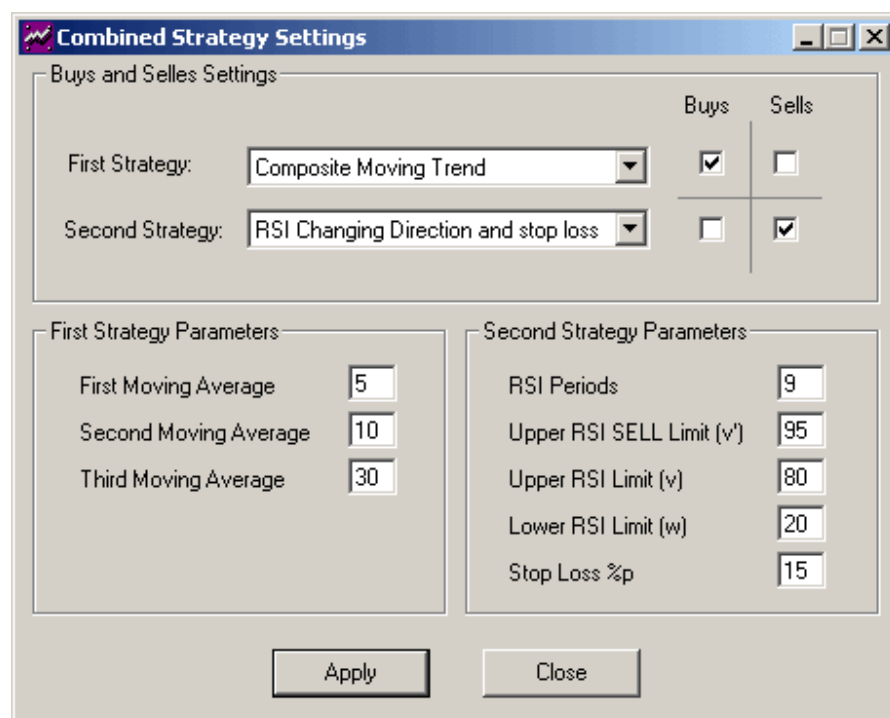 Combined Strategy Settings
Buys and Selles Settings
Buys Sells
First Strategy: Composite Moving Trend
Second Strategy: RSI Changing Direction and stop loss
First Strategy Parameters
First Moving Average 5
Second Moving Average 10
Third Moving Average 30
Second Strategy Parameters
RSI Periods 9
Upper RSI SELL Limit (v') 95
Upper RSI Limit (v) 80
Lower RSI Limit (w) 20
Stop Loss %p 15
Apply Close